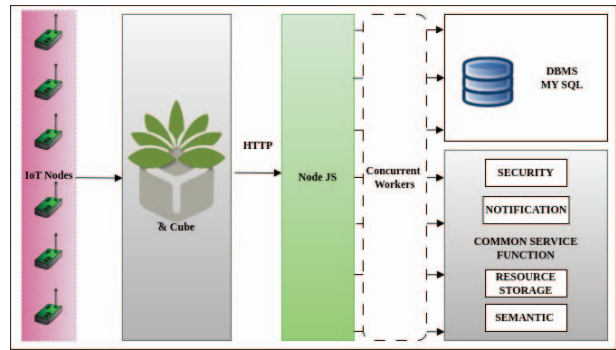 IoT Nodes
& Cube
HTTP
Node JS
Concurrent
Workers
DBMS
MY SQL
SECURITY
NOTIFICATION
COMMON SERVICE
FUNCTION
RESOURCE
STORAGE
SEMANTIC